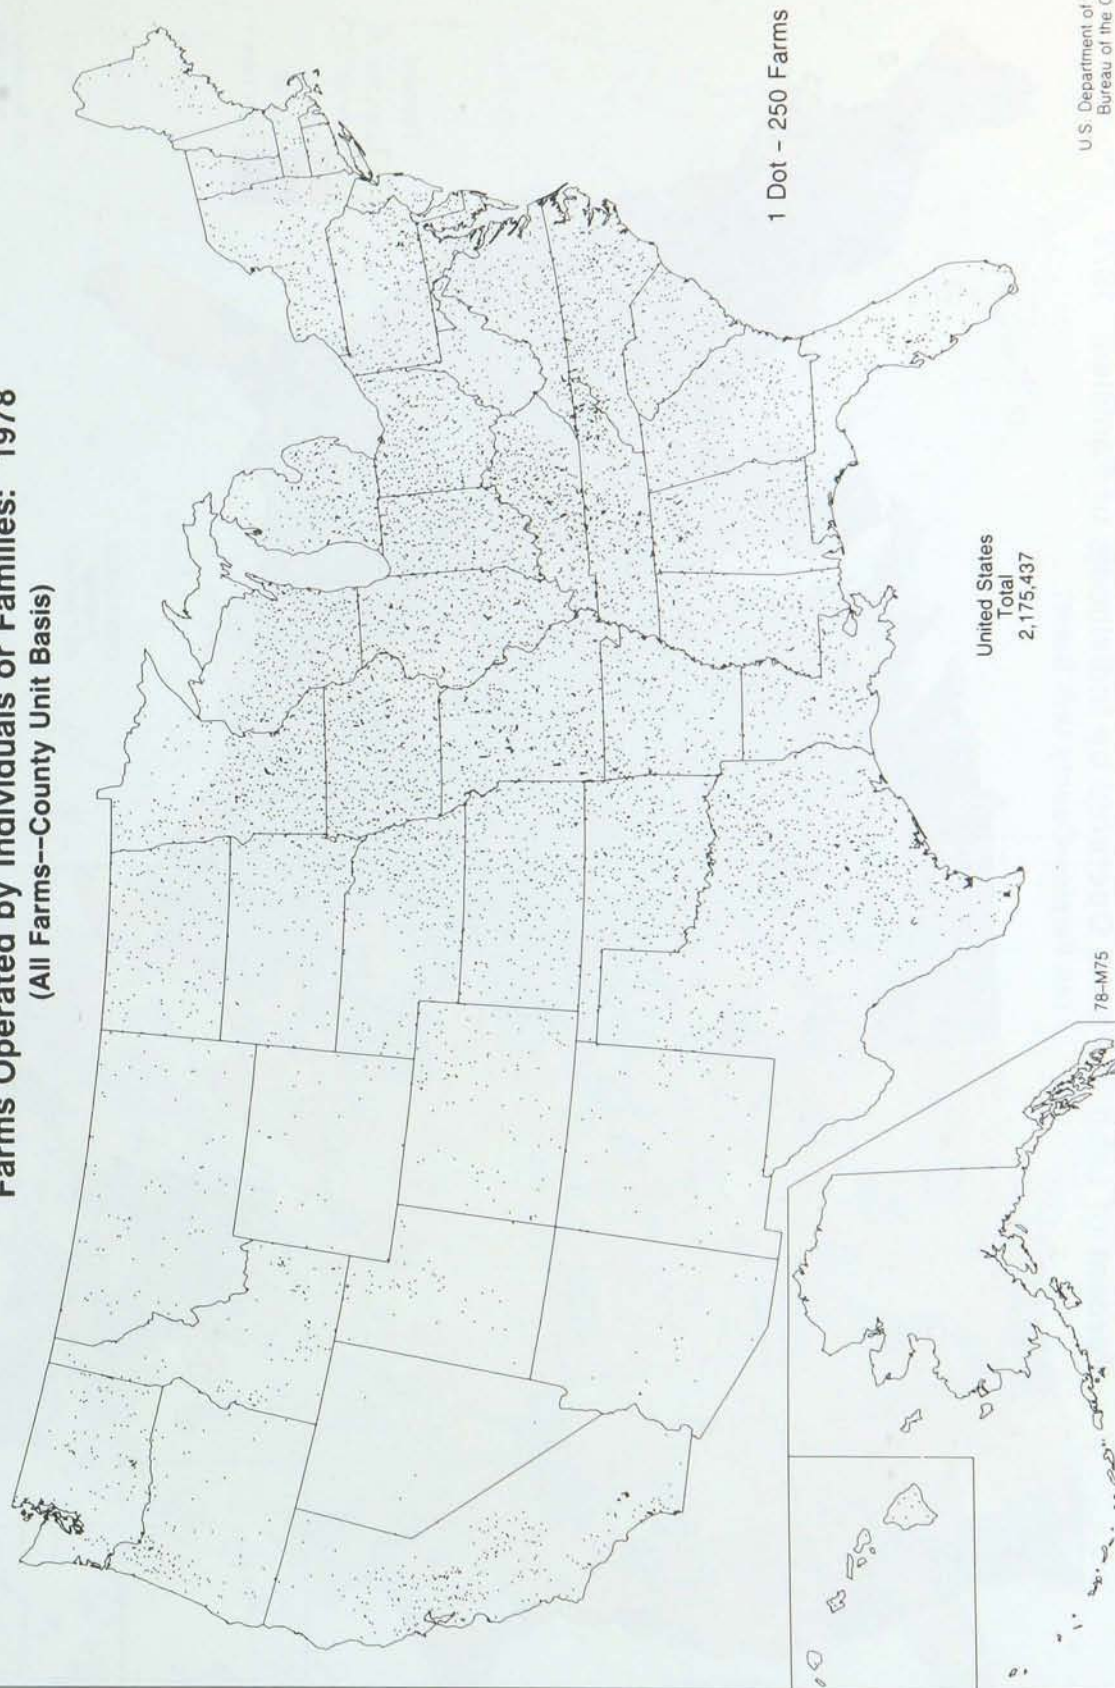 Farms Operated by Individuals or Families: 1978
(All Farms--County Unit Basis)
1 Dot – 250 Farms
United States
Total
2,175,437
78-M75
U.S. Department of
Bureau of the